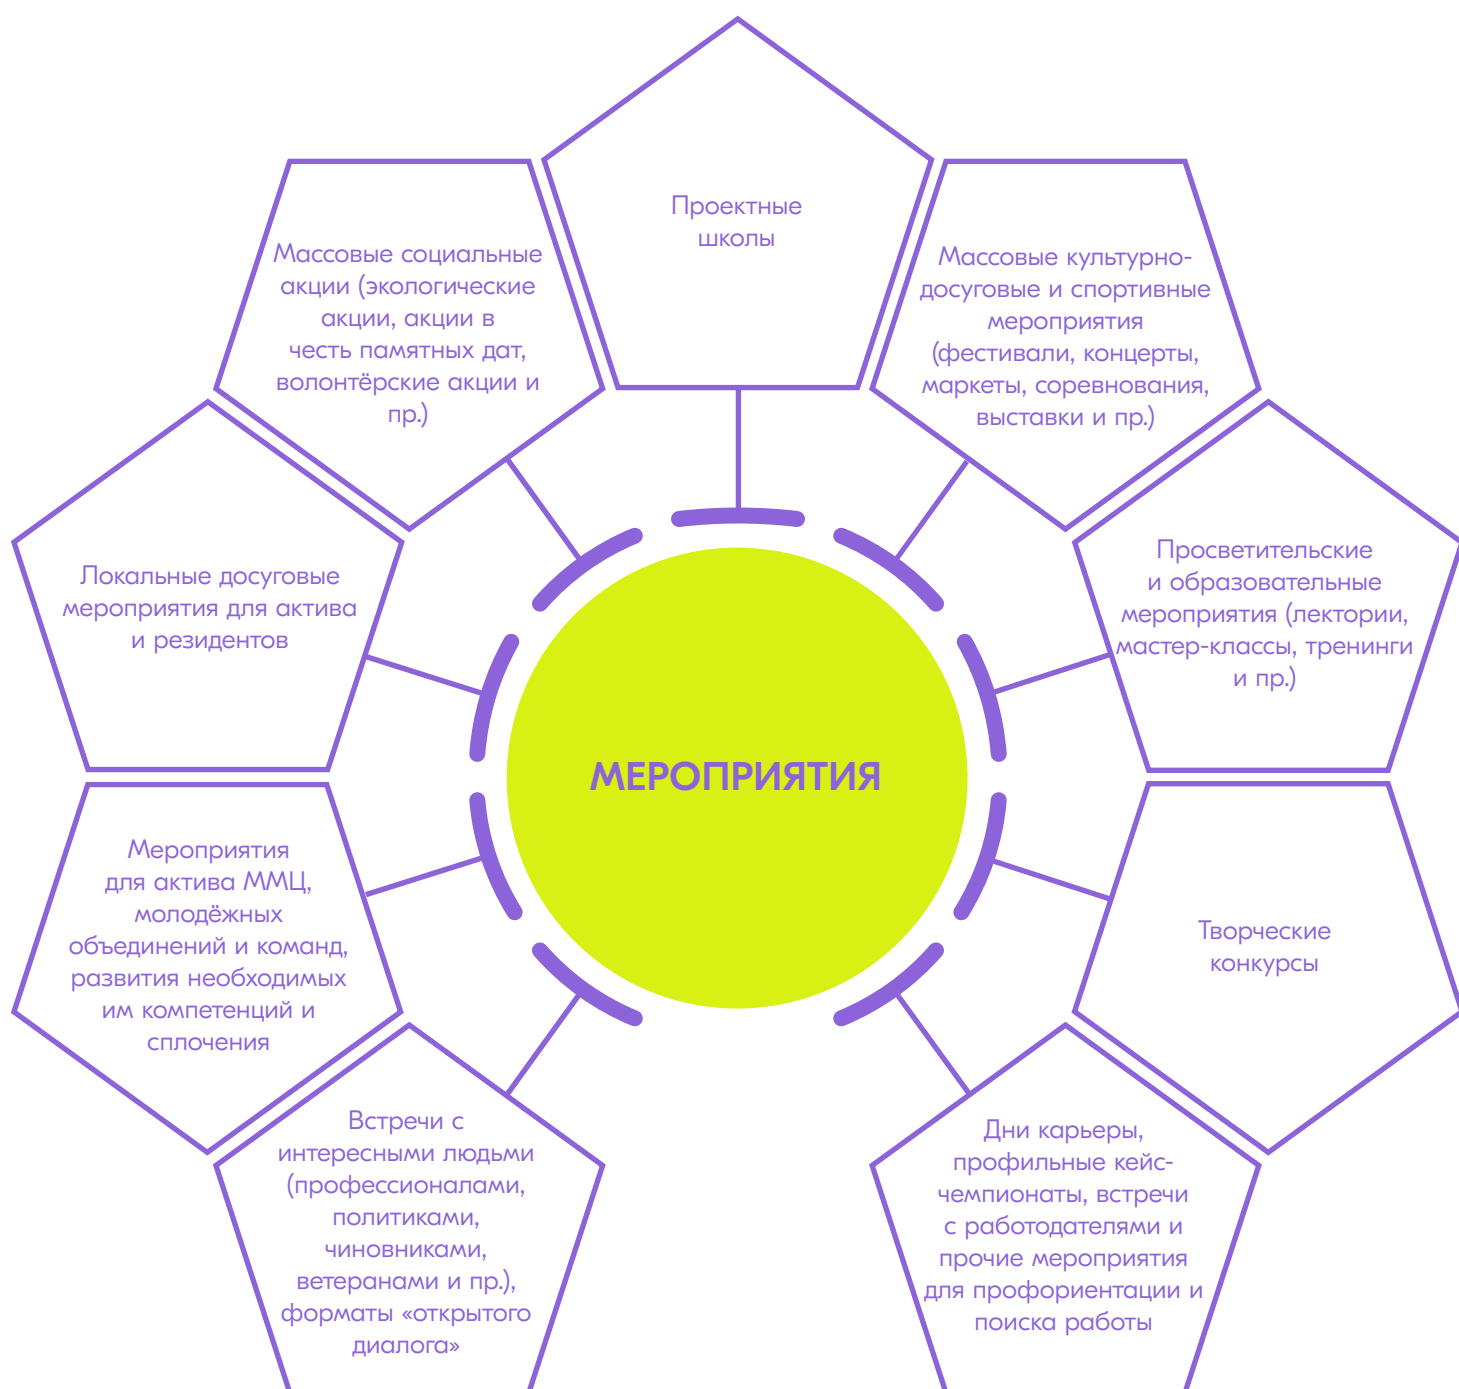 Проектные
школы
Массовые социальные
акции (экологические
акции, акции в
честь памятных дат,
волонтёрские акции и
пр.)
Массовые культурно-
досуговые и спортивные
мероприятия
(фестивали, концерты,
маркеты, соревнования,
выставки и пр.)
Локальные досуговые
мероприятия для актива
и резидентов
Просветительские
и образовательные
мероприятия (лектории,
мастер-классы, тренинги
и пр.)
МЕРОПРИЯТИЯ
Мероприятия
для актива ММЦ,
молодёжных
объединений и команд,
развития необходимых
им компетенций и
сплочения
Творческие
конкурсы
Встречи с
интересными людьми
(профессионалами,
политиками,
чиновниками,
ветеранами и пр.),
форматы «открытого
диалога»
Дни карьеры,
профильные кейс-
чемпионаты, встречи
с работодателями и
прочие мероприятия
для профориентации и
поиска работы